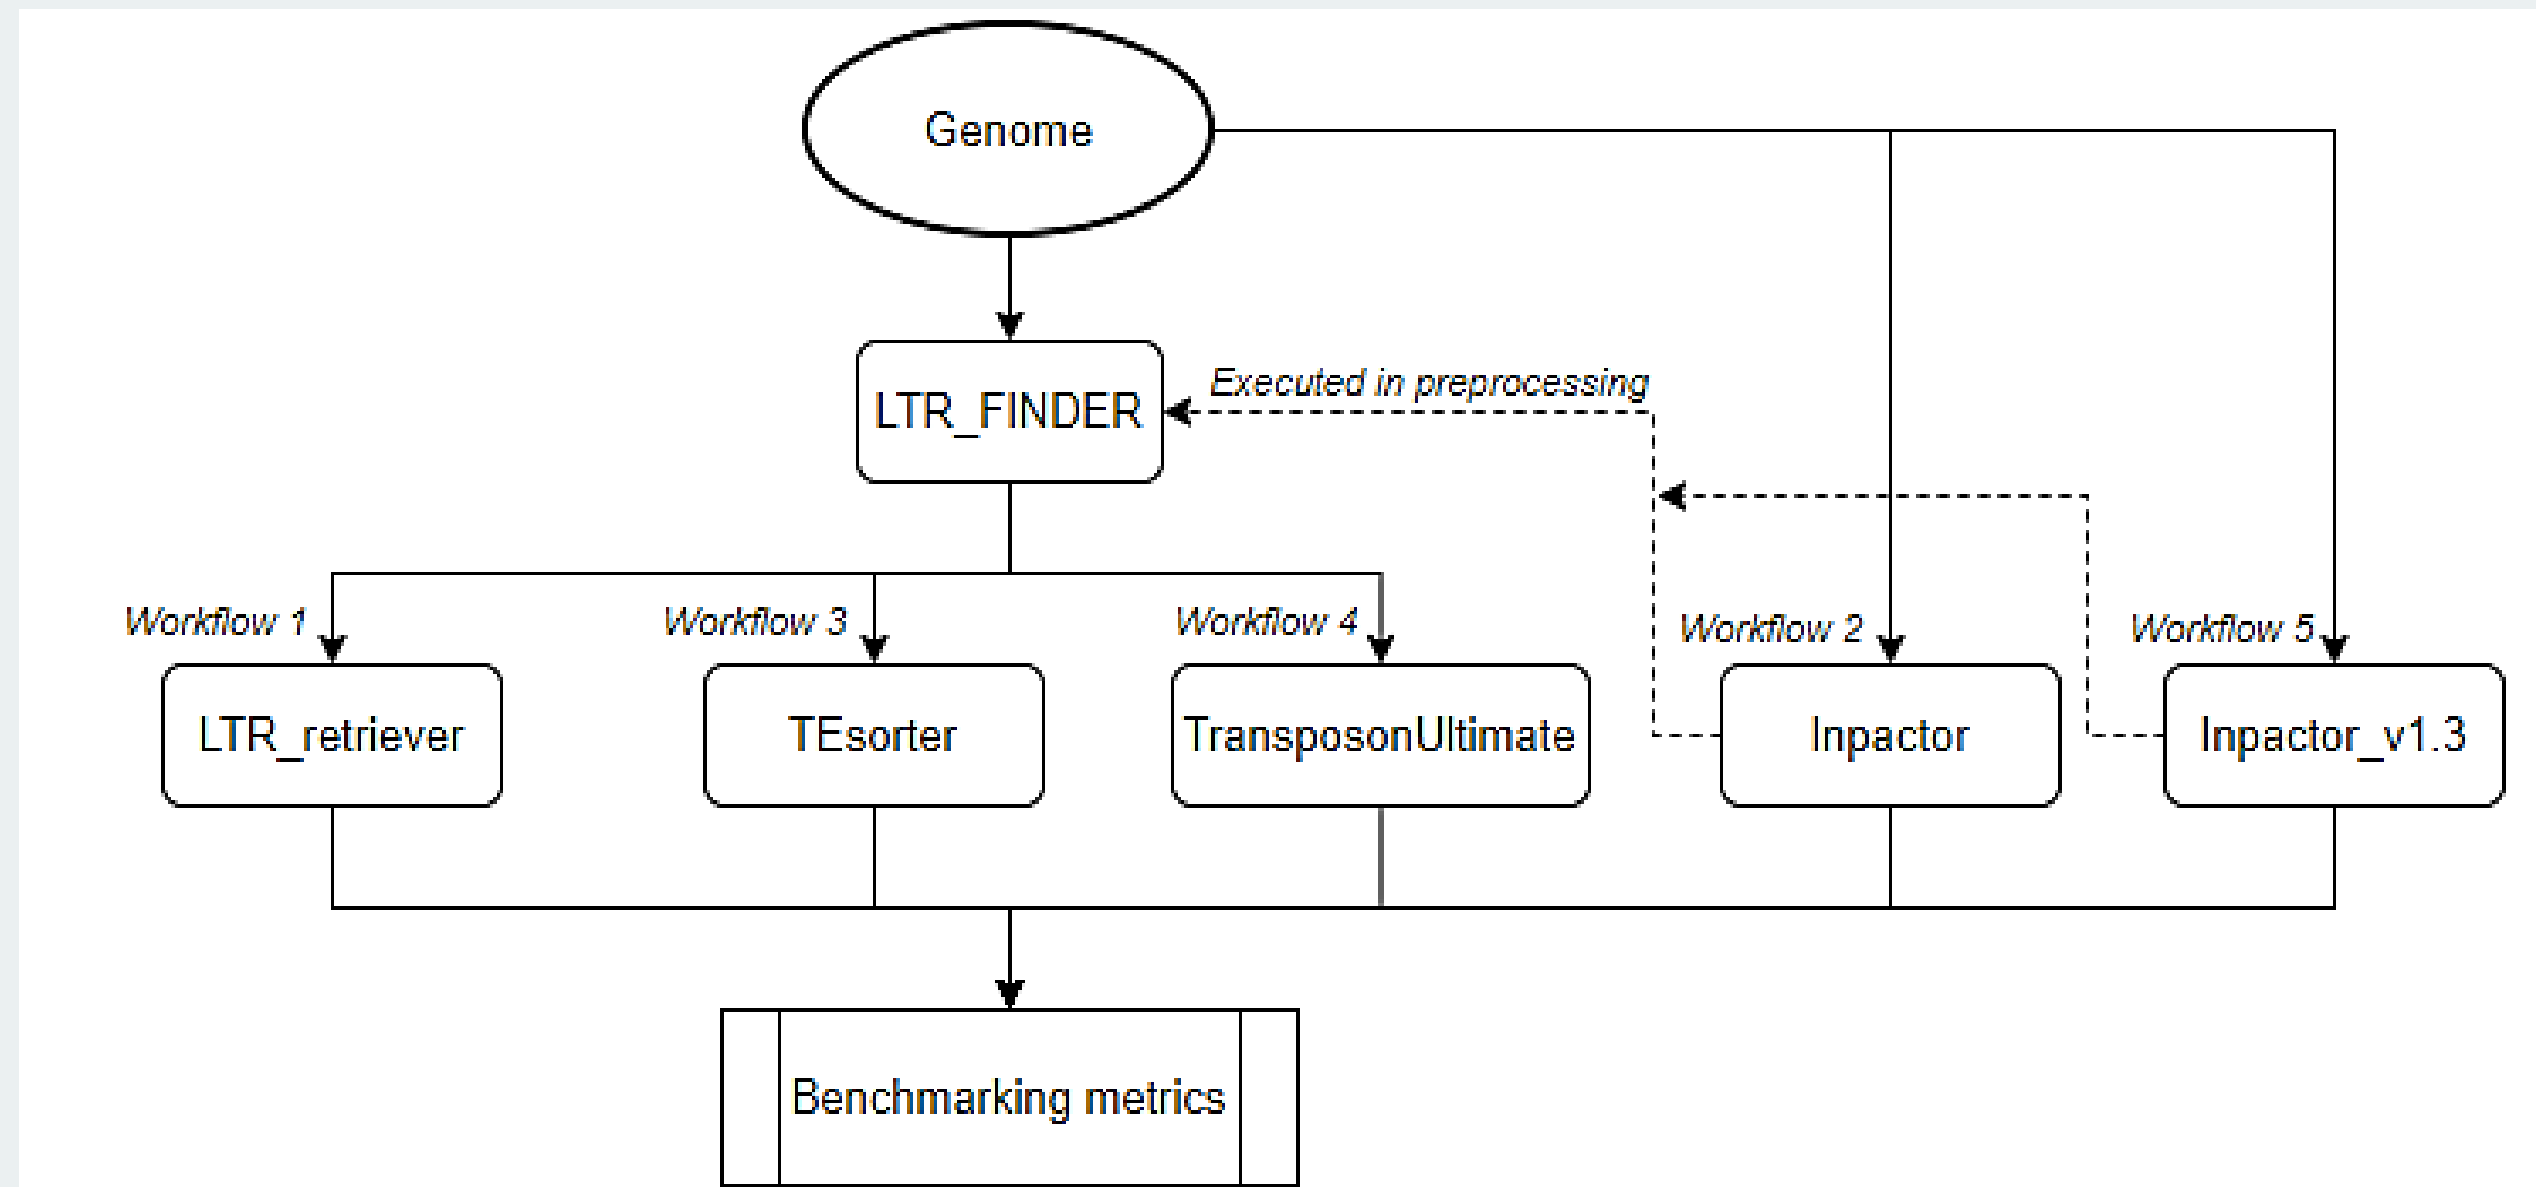 Genome
LTR_FINDER
Executed in preprocessing
Workflow 1
Workflow 3
Workflow 4
Workflow 2
Workflow 5
LTR_retriever
TEsorter
TransposonUltimate
Inpactor
Inpactor_v1.3
Benchmarking metrics